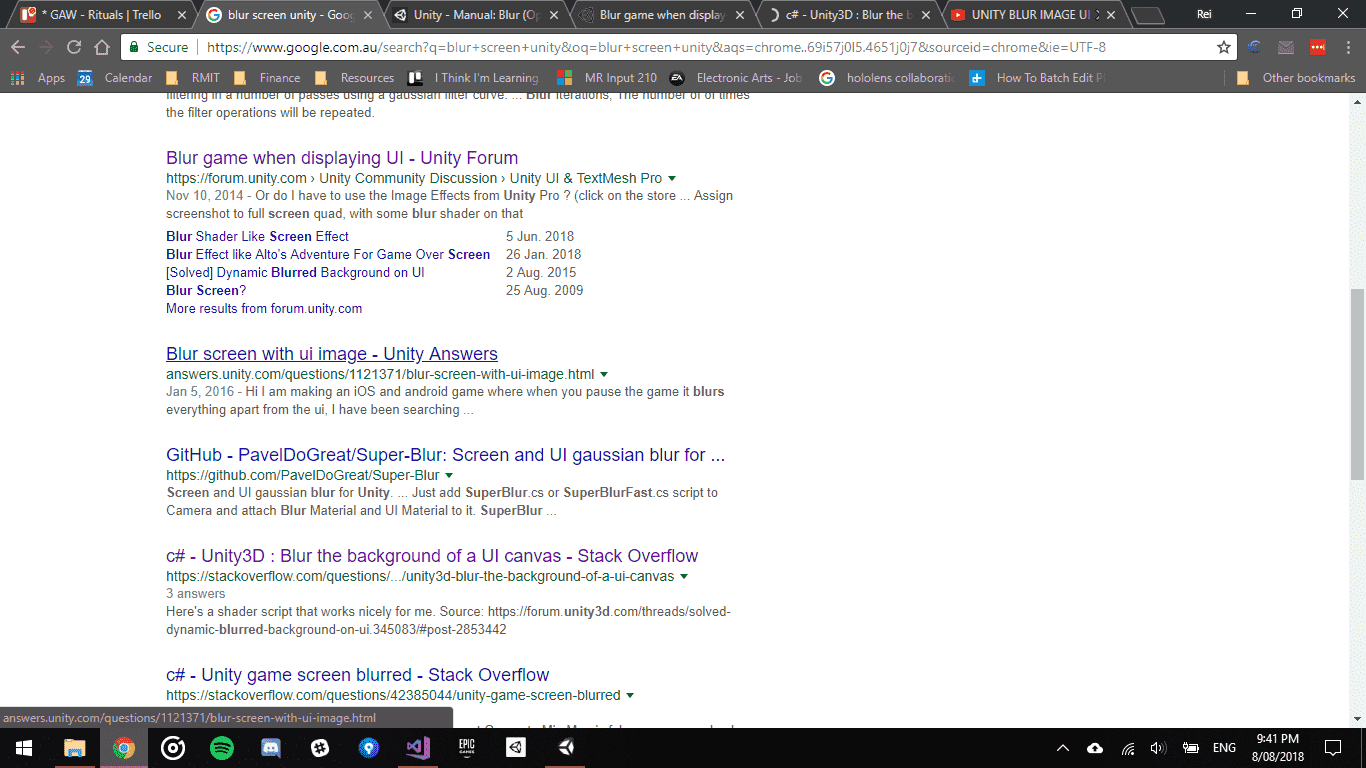 * GAW - Rituals | Trello
blur screen unity - Goo
Unity - Manual: Blur (Op
Blur game when display
c# - Unity3D : Blur the b
UNITY BLUR IMAGE UI
Rei
Secure
https://www.google.com.au/search?q=blur+screen+unity&oq=blur+screen+unity&aqs=chrome..69i57j0l5.4651j0j7&sourceid=chrome&ie=UTF-8
Apps
29
Calendar
RMIT
Finance
Resources
I Think I'm Learning
MR Input 210
EA
Electronic Arts - Job
hololens collaboratio
How To Batch Edit P
Other bookmarks
filtering in a number of passes using a gaussian filter curve. ... Blur iterations, The number of of times
the filter operations will be repeated.
Blur game when displaying UI - Unity Forum
https://forum.unity.com › Unity Community Discussion › Unity UI & TextMesh Pro
Nov 10, 2014 - Or do I have to use the Image Effects from Unity Pro ? (click on the store ... Assign
screenshot to full screen quad, with some blur shader on that
Blur Shader Like Screen Effect 5 Jun. 2018
Blur Effect like Alto's Adventure For Game Over Screen 26 Jan. 2018
[Solved] Dynamic Blurred Background on UI 2 Aug. 2015
Blur Screen? 25 Aug. 2009
More results from forum.unity.com
Blur screen with ui image - Unity Answers
answers.unity.com/questions/1121371/blur-screen-with-ui-image.html
Jan 5, 2016 - Hi I am making an iOS and android game where when you pause the game it blurs
everything apart from the ui, I have been searching ...
GitHub - PavelDoGreat/Super-Blur: Screen and UI gaussian blur for ...
https://github.com/PavelDoGreat/Super-Blur
Screen and UI gaussian blur for Unity. ... Just add SuperBlur.cs or SuperBlurFast.cs script to
Camera and attach Blur Material and UI Material to it. SuperBlur ...
c# - Unity3D : Blur the background of a UI canvas - Stack Overflow
https://stackoverflow.com/questions/.../unity3d-blur-the-background-of-a-ui-canvas
3 answers
Here's a shader script that works nicely for me. Source: https://forum.unity3d.com/threads/solved-
dynamic-blurred-background-on-ui.345083/#post-2853442
c# - Unity game screen blurred - Stack Overflow
https://stackoverflow.com/questions/42385044/unity-game-screen-blurred
answers.unity.com/questions/1121371/blur-screen-with-ui-image.html
EPIC
GAMES
ENG
9:41 PM
8/08/2018